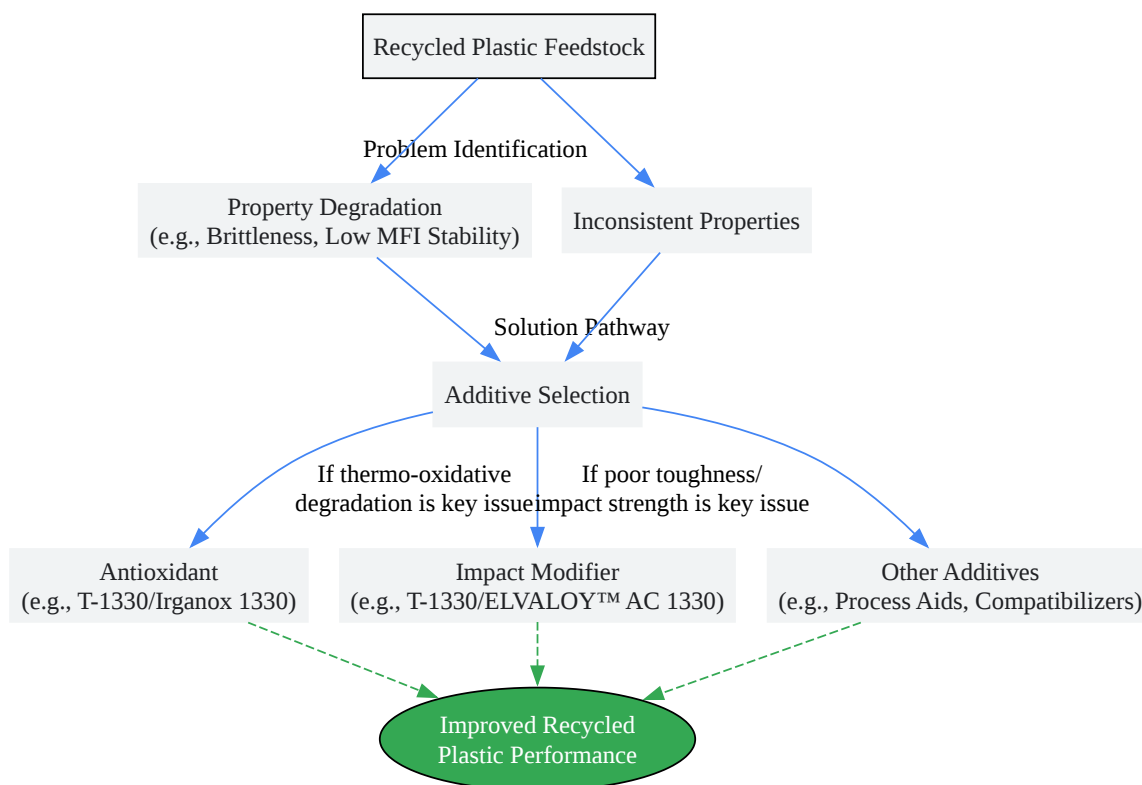 Recycled Plastic Feedstock
Problem Identification
Property Degradation
(e.g., Brittleness, Low MFI Stability)
Inconsistent Properties
Solution Pathway
Additive Selection
If thermo-oxidative
degradation is key issue
If poor toughness/
impact strength is key issue
Antioxidant
(e.g., T-1330/Irganox 1330)
Impact Modifier
(e.g., T-1330/ELVALOY™ AC 1330)
Other Additives
(e.g., Process Aids, Compatibilizers)
Improved Recycled
Plastic Performance